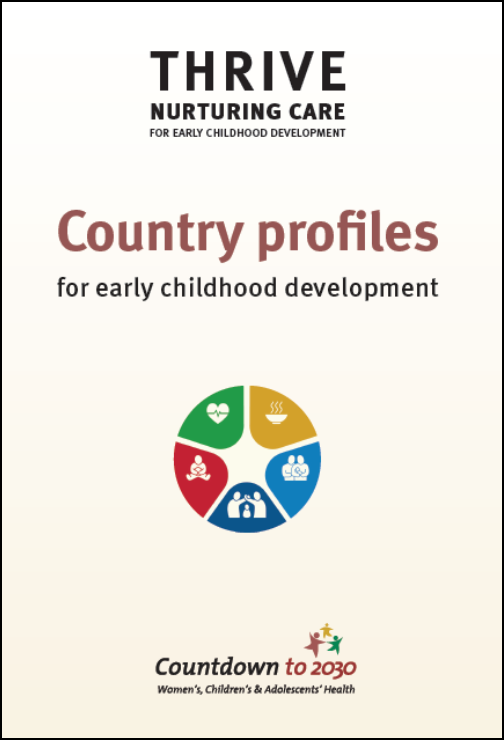 THRIVE
NURTURING CARE
FOR EARLY CHILDHOOD DEVELOPMENT
Country profiles
for early childhood development
Countdown to 2030
Women's, Children's & Adolescents' Health